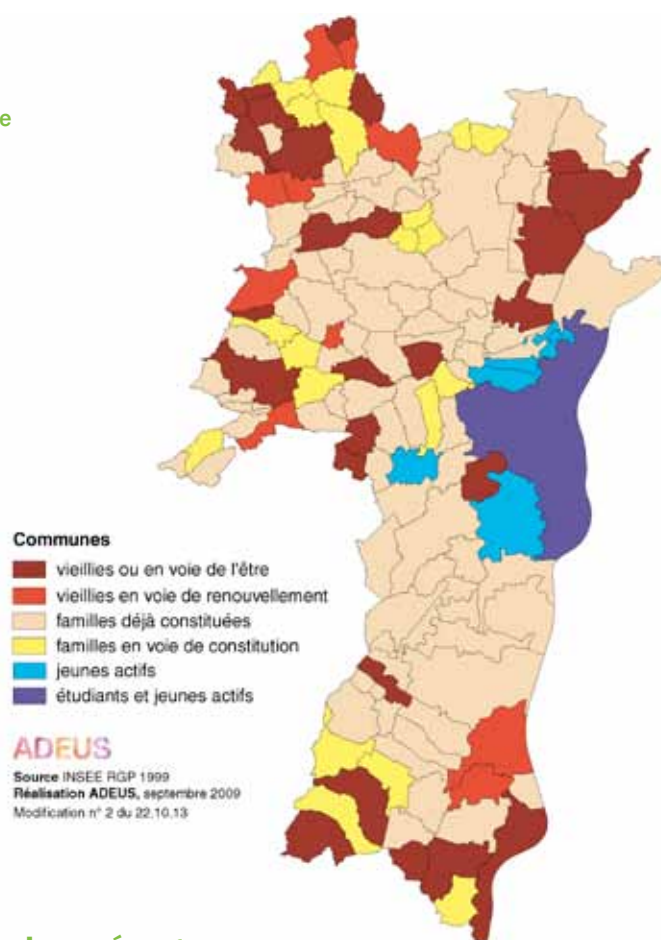 e
Communes
vieillies ou en voie de l'être
vieillies en voie de renouvellement
familles déjà constituées
familles en voie de constitution
jeunes actifs
étudiants et jeunes actifs
ADEUS
Source INSEE RGP 1999
Réalisation ADEUS, septembre 2009
Modification n° 2 du 22.10.13